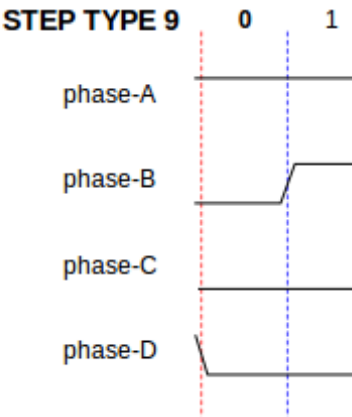 STEP TYPE 9 0 1
phase-A
phase-B
phase-C
phase-D